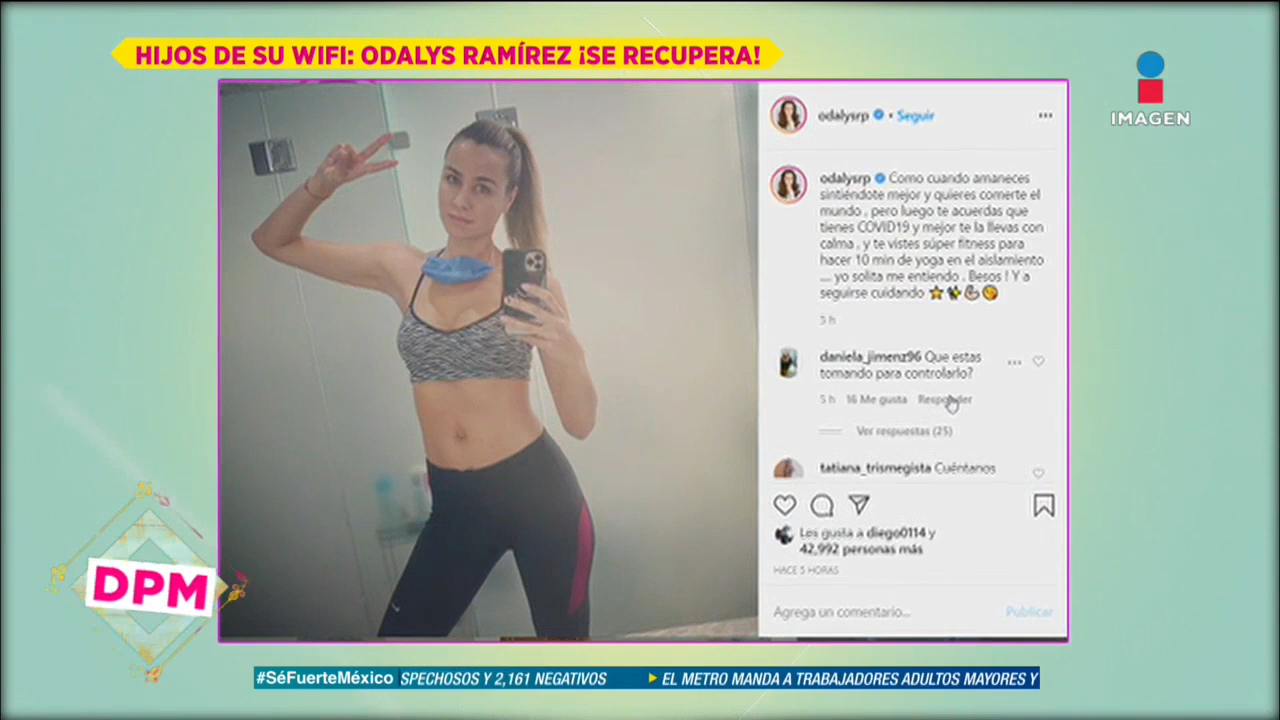 HIJOS DE SU WIFI: ODALYS RAMÍREZ ¡SE RECUPERA!
IMAGEN
odalysrp • Seguir
odalysrp Como cuando amaneces
sintiéndote mejor y quieres comerte el
mundo , pero luego te acuerdas que
tienes COVID19 y mejor te la llevas con
calma , y te vistes súper fitness para
hacer 10 min de yoga en el aislamiento
.... yo solita me entiendo . Besos ! Y a
seguirse cuidando
5 h
daniela_jimenz96 Que estas
tomando para controlarlo?
5 h 16 Me gusta Responder
Ver respuestas (25)
tatiana_trismegista Cuéntanos
Les gusta a diego0114 y
42,992 personas más
HACE 5 HORAS
Agrega un comentario... Publicar
DPM
#SéFuerteMéxico SPECHOSOS Y 2,161 NEGATIVOS EL METRO MANDA A TRABAJADORES ADULTOS MAYORES Y